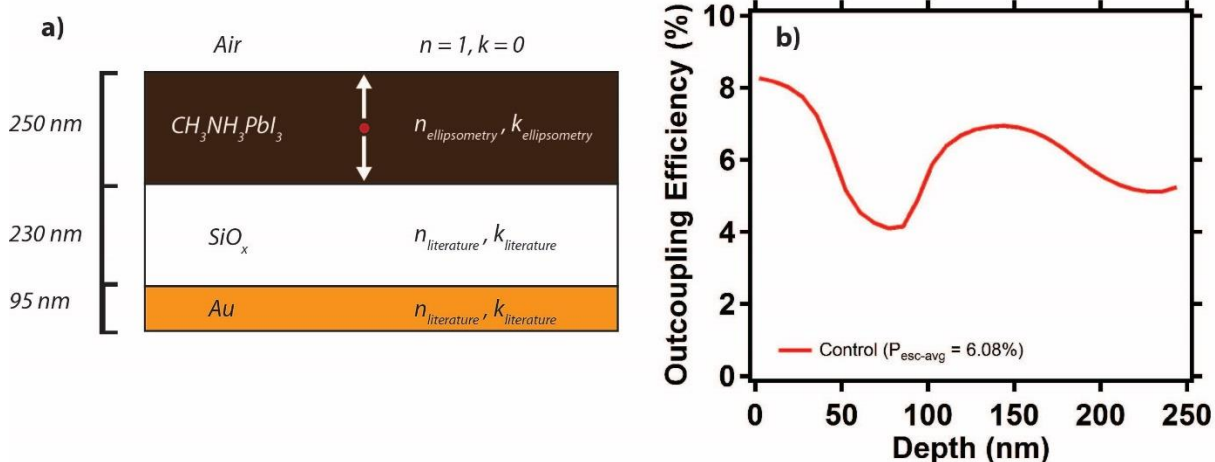 a)
Air n = 1, k = 0
250 nm CH₃NH₃PbI₃ nₑₗₗᵢₚₛₒₘₑₜᵣy, kₑₗₗᵢₚₛₒₘₑₜᵣy
230 nm SiOₓ nₗᵢₜₑᵣₐₜᵤᵣₑ, kₗᵢₜₑᵣₐₜᵤᵣₑ
95 nm Au nₗᵢₜₑᵣₐₜᵤᵣₑ, kₗᵢₜₑᵣₐₜᵤᵣₑ
b)
Outcoupling Efficiency (%)
10
8
6
4
2
0
Control (Pesc-avg = 6.08%)
0 50 100 150 200 250
Depth (nm)